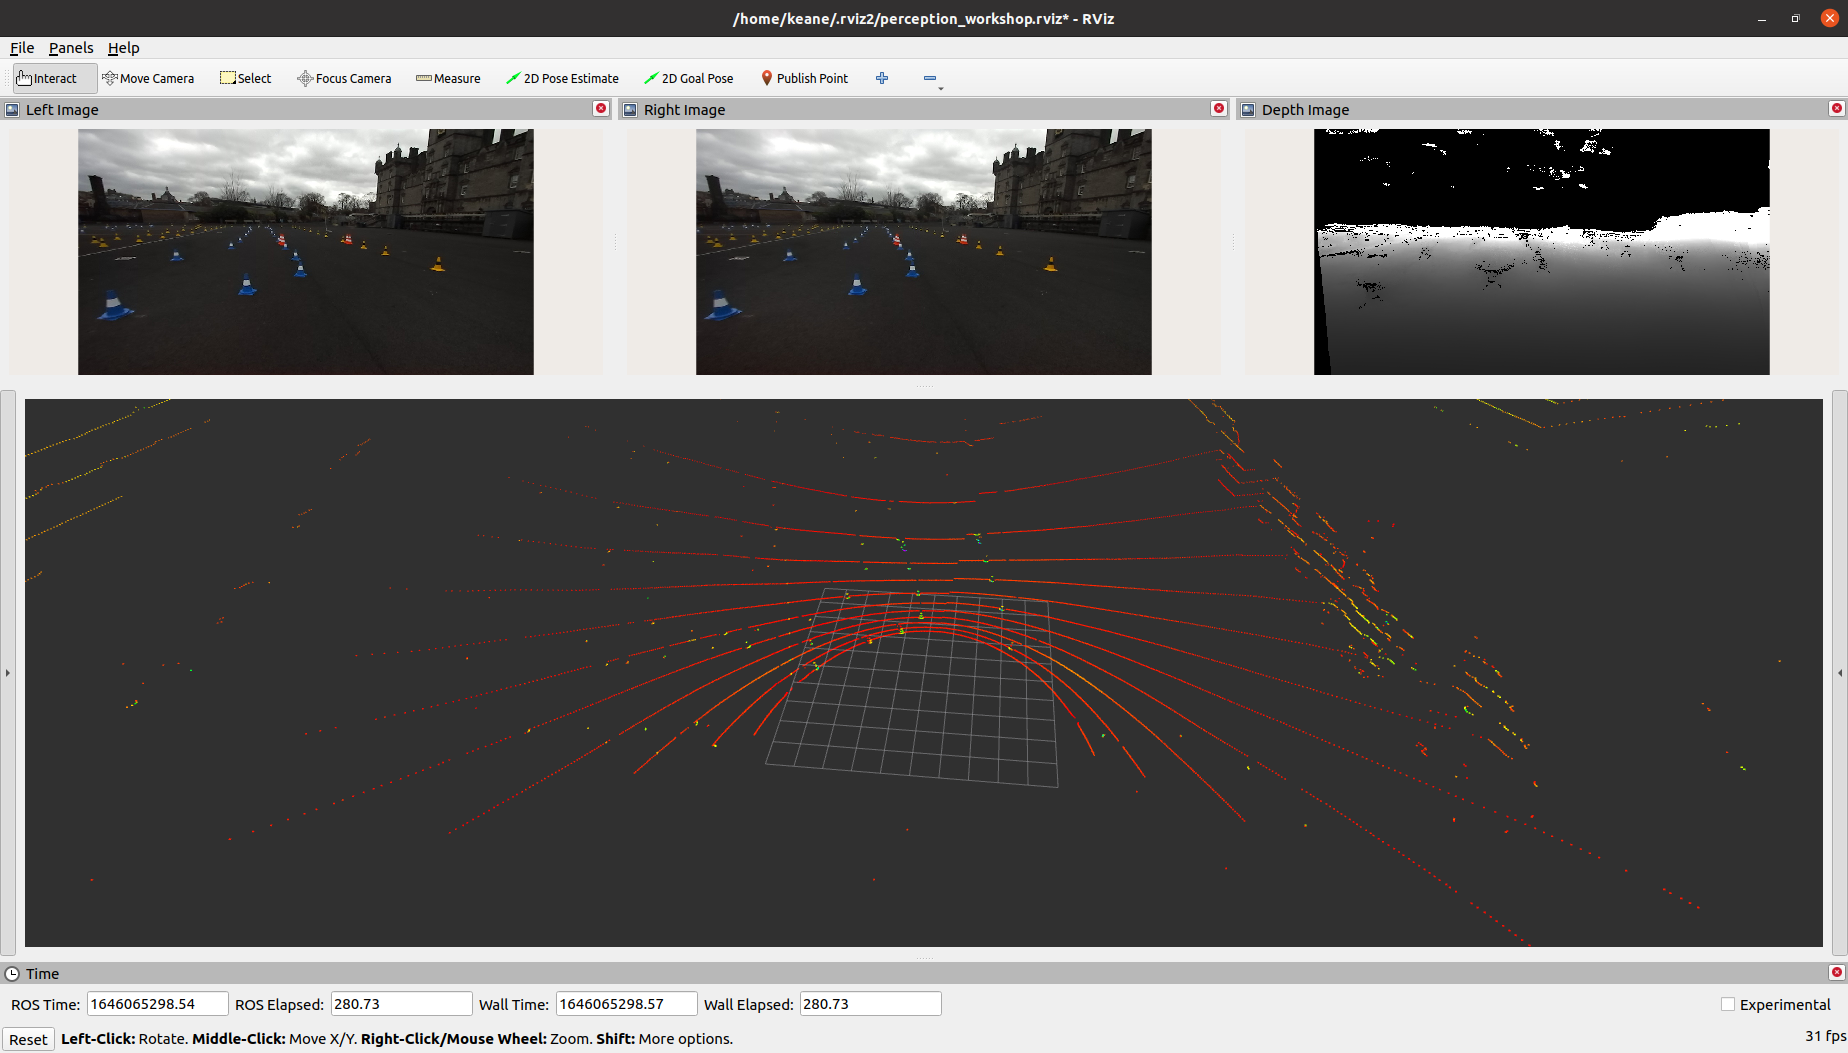 /home/keane/.rviz2/perception_workshop.rviz* - RViz
File Panels Help
Interact Move Camera Select Focus Camera Measure 2D Pose Estimate 2D Goal Pose Publish Point
Left Image Right Image Depth Image
Time
ROS Time: 1646065298.54 ROS Elapsed: 280.73 Wall Time: 1646065298.57 Wall Elapsed: 280.73 Experimental
Reset Left-Click: Rotate. Middle-Click: Move X/Y. Right-Click/Mouse Wheel: Zoom. Shift: More options. 31 fps